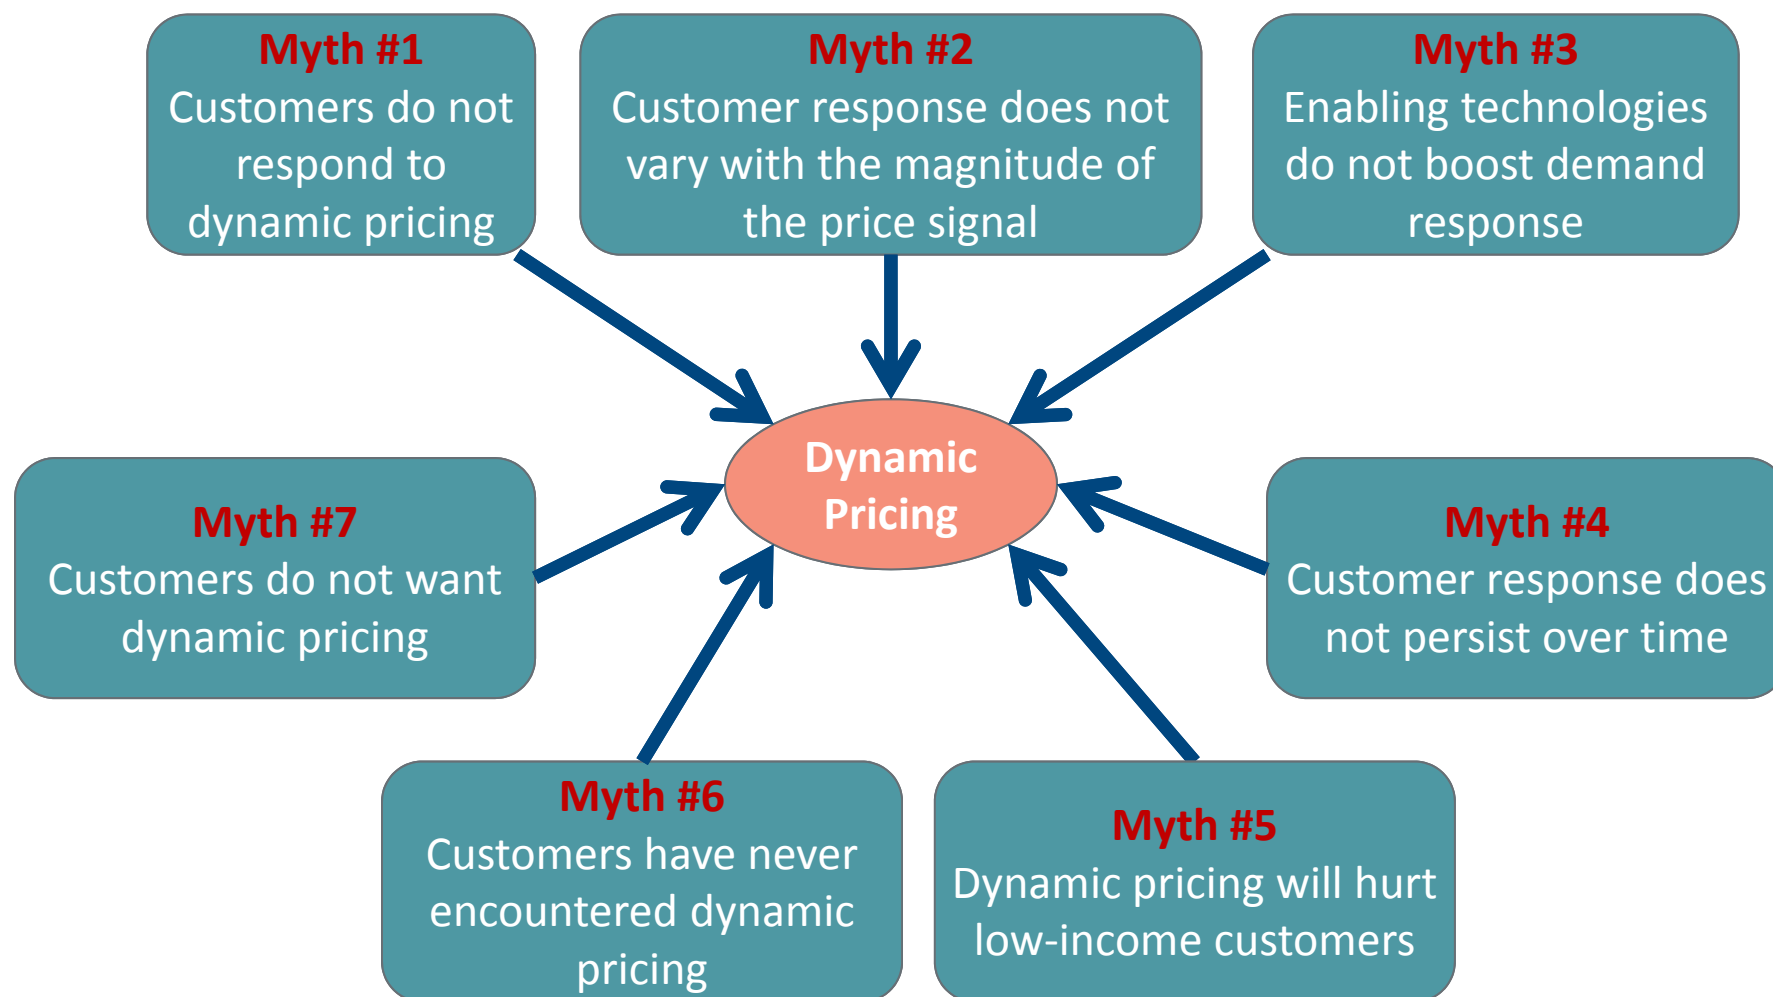 Myth #1
Customers do not
respond to
dynamic pricing
Myth #2
Customer response does not
vary with the magnitude of
the price signal
Myth #3
Enabling technologies
do not boost demand
response
Dynamic
Pricing
Myth #7
Customers do not want
dynamic pricing
Myth #4
Customer response does
not persist over time
Myth #6
Customers have never
encountered dynamic
pricing
Myth #5
Dynamic pricing will hurt
low-income customers